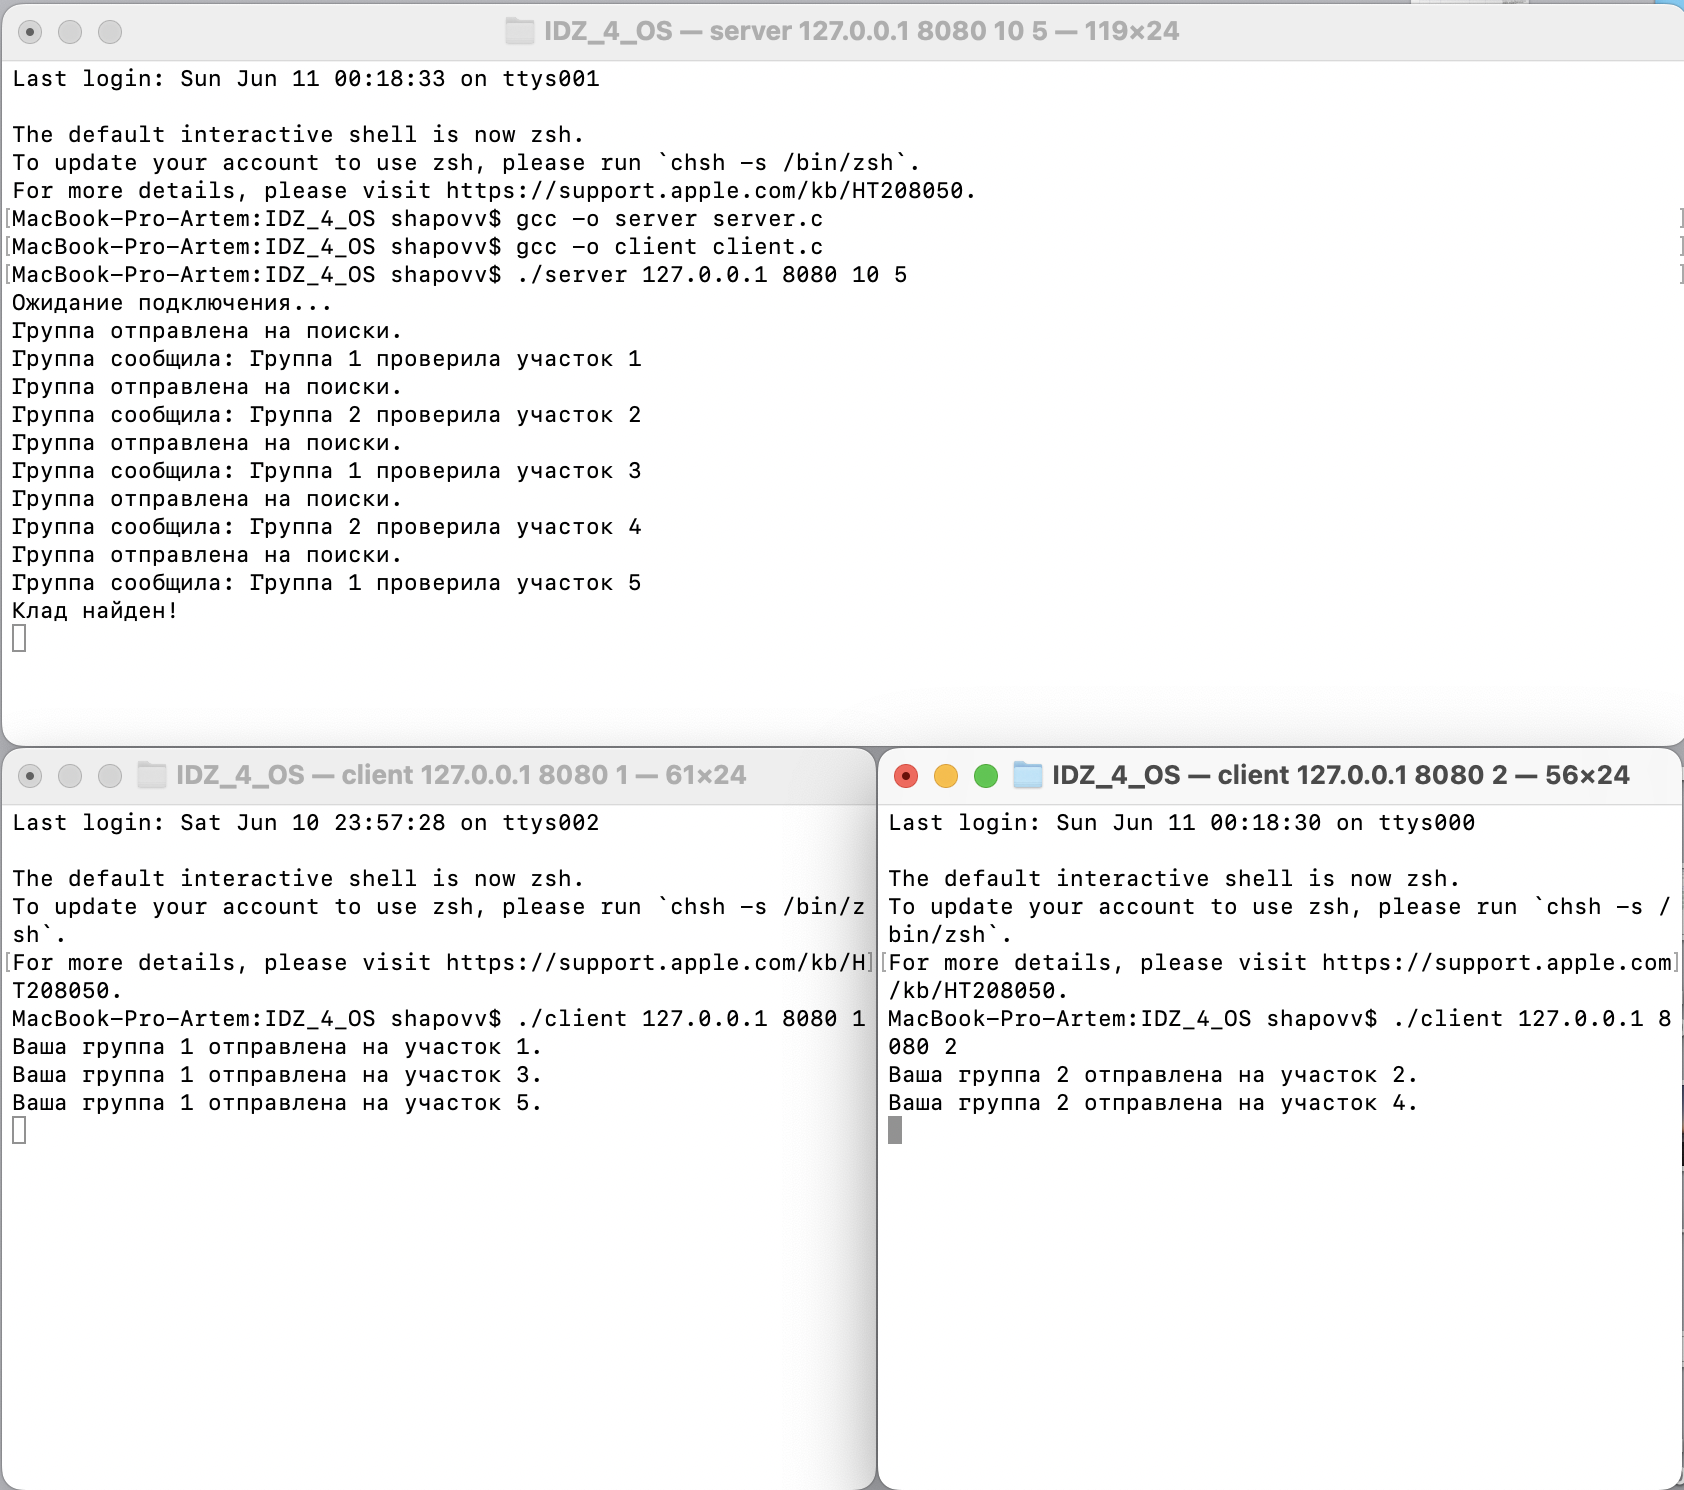 IDZ_4_OS — server 127.0.0.1 8080 10 5 — 119×24
Last login: Sun Jun 11 00:18:33 on ttys001
The default interactive shell is now zsh.
To update your account to use zsh, please run `chsh -s /bin/zsh`.
For more details, please visit https://support.apple.com/kb/HT208050.
[MacBook-Pro-Artem:IDZ_4_OS shapovv$ gcc -o server server.c ]
[MacBook-Pro-Artem:IDZ_4_OS shapovv$ gcc -o client client.c ]
[MacBook-Pro-Artem:IDZ_4_OS shapovv$ ./server 127.0.0.1 8080 10 5 ]
Ожидание подключения...
Группа отправлена на поиски.
Группа сообщила: Группа 1 проверила участок 1
Группа отправлена на поиски.
Группа сообщила: Группа 2 проверила участок 2
Группа отправлена на поиски.
Группа сообщила: Группа 1 проверила участок 3
Группа отправлена на поиски.
Группа сообщила: Группа 2 проверила участок 4
Группа отправлена на поиски.
Группа сообщила: Группа 1 проверила участок 5
Клад найден!
IDZ_4_OS — client 127.0.0.1 8080 1 — 61×24
Last login: Sat Jun 10 23:57:28 on ttys002
The default interactive shell is now zsh.
To update your account to use zsh, please run `chsh -s /bin/z
sh`.
[For more details, please visit https://support.apple.com/kb/H]
T208050.
MacBook-Pro-Artem:IDZ_4_OS shapovv$ ./client 127.0.0.1 8080 1
Ваша группа 1 отправлена на участок 1.
Ваша группа 1 отправлена на участок 3.
Ваша группа 1 отправлена на участок 5.
IDZ_4_OS — client 127.0.0.1 8080 2 — 56×24
Last login: Sun Jun 11 00:18:30 on ttys000
The default interactive shell is now zsh.
To update your account to use zsh, please run `chsh -s /
bin/zsh`.
[For more details, please visit https://support.apple.com]
/kb/HT208050.
MacBook-Pro-Artem:IDZ_4_OS shapovv$ ./client 127.0.0.1 8
080 2
Ваша группа 2 отправлена на участок 2.
Ваша группа 2 отправлена на участок 4.